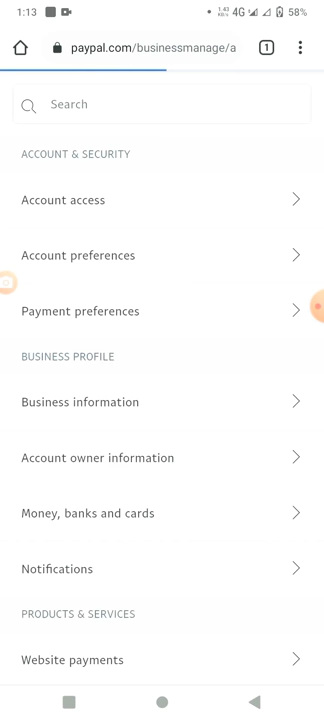 1:13
1.43 KB/S 4G 58%
paypal.com/businessmanage/a
1
Search
ACCOUNT & SECURITY
Account access
Account preferences
Payment preferences
BUSINESS PROFILE
Business information
Account owner information
Money, banks and cards
Notifications
PRODUCTS & SERVICES
Website payments